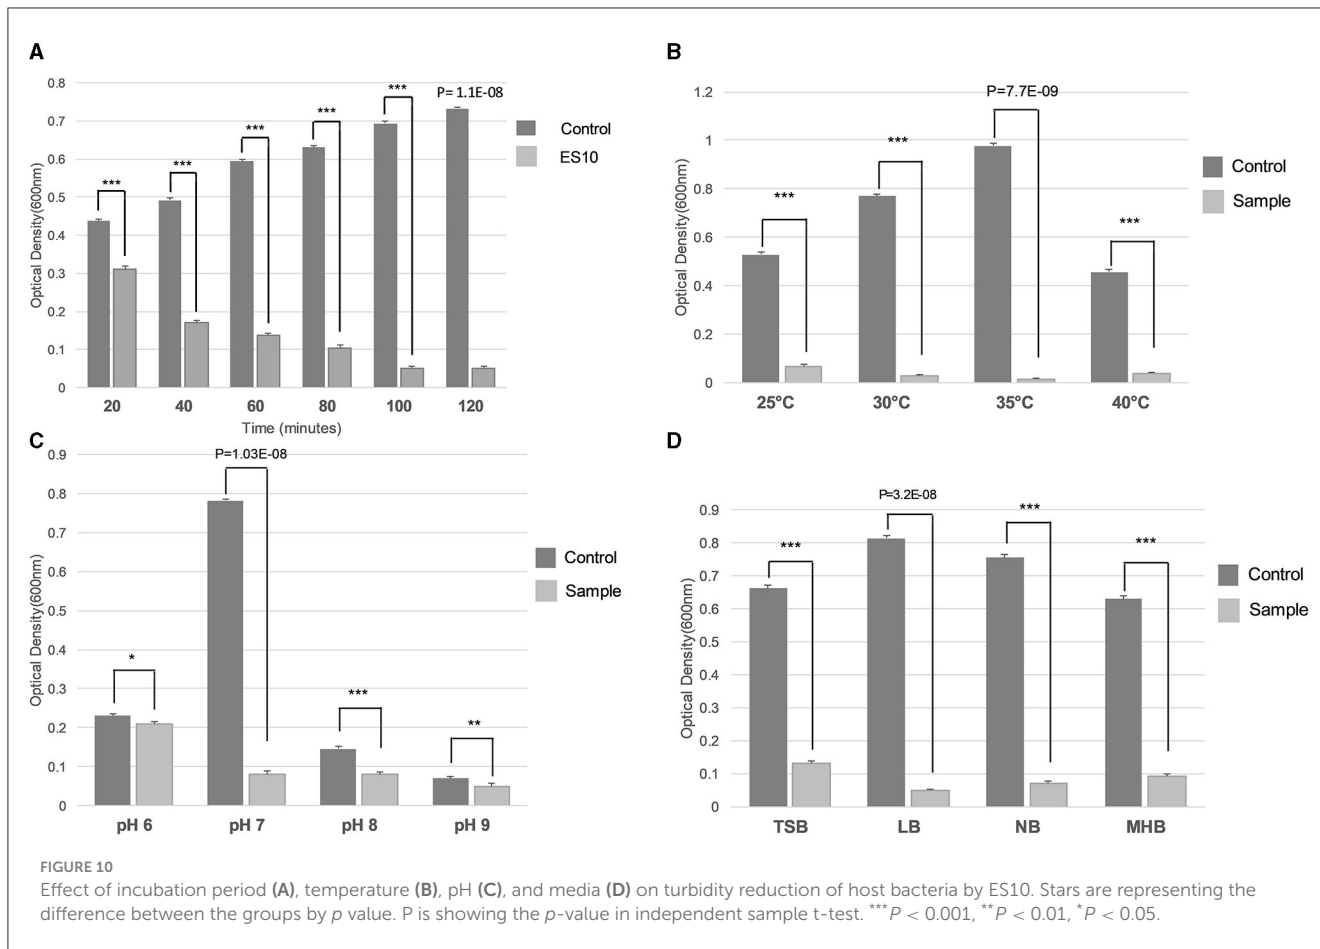 A
0.8
0.7
0.6
0.5
0.4
0.3
0.2
0.1
0
Optical Density(600nm)
***
***
***
***
***
P= 1.1E-08
20 40 60 80 100 120
Time (minutes)
Control
ES10
B
1.2
1
0.8
0.6
0.4
0.2
0
Optical Density(600nm)
***
***
P=7.7E-09
***
25°C 30°C 35°C 40°C
Control
Sample
C
0.9
0.8
0.7
0.6
0.5
0.4
0.3
0.2
0.1
0
Optical Density(600nm)
*
P=1.03E-08
***
**
pH 6 pH 7 pH 8 pH 9
Control
Sample
D
0.9
0.8
0.7
0.6
0.5
0.4
0.3
0.2
0.1
0
Optical Density(600nm)
***
P=3.2E-08
***
***
TSB LB NB MHB
Control
Sample
FIGURE 10
Effect of incubation period (A), temperature (B), pH (C), and media (D) on turbidity reduction of host bacteria by ES10. Stars are representing the
difference between the groups by p value. P is showing the p-value in independent sample t-test. ***P < 0.001, **P < 0.01, *P < 0.05.